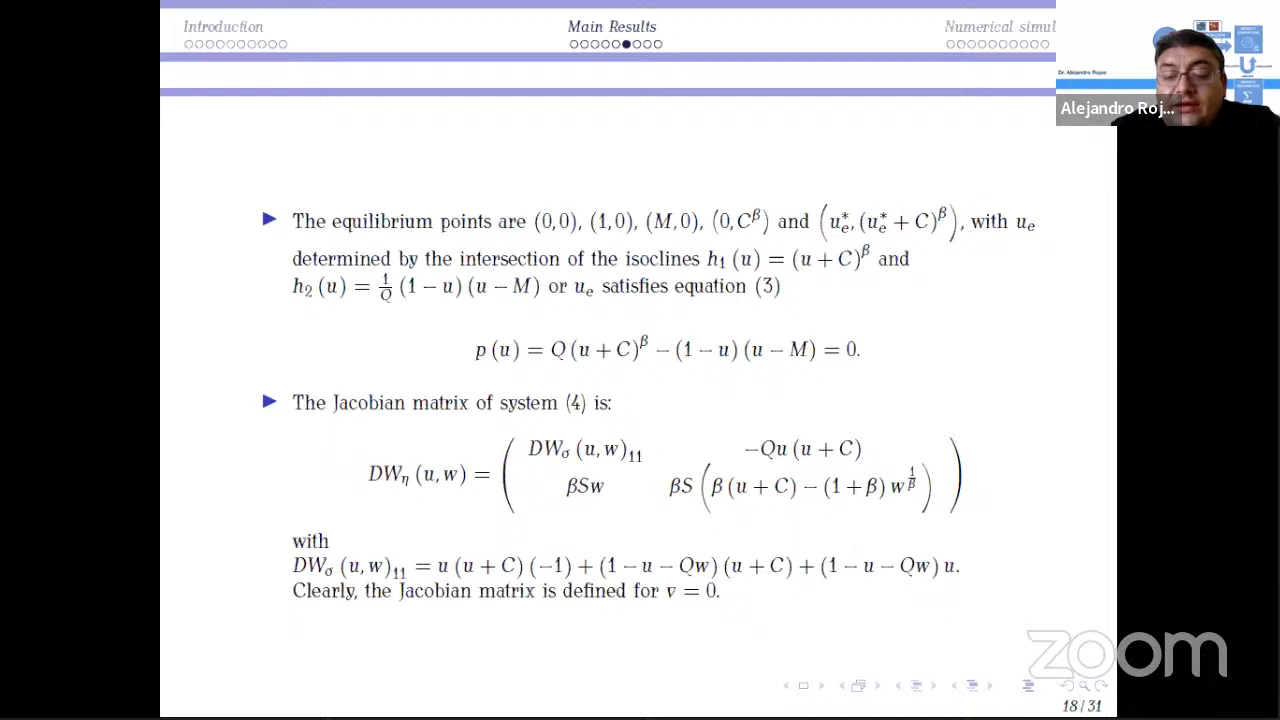 Introduction
Main Results
Numerical simul
Dr. Alejandro Rojas
Alejandro Roj...
▶ The equilibrium points are (0,0), (1,0), (M,0), (0,C^β) and (u_e^*, (u_e^* + C)^β), with u_e
determined by the intersection of the isoclines h_1 (u) = (u + C)^β and
h_2 (u) = 1/Q (1 − u) (u − M) or u_e satisfies equation (3)
p (u) = Q (u + C)^β − (1 − u) (u − M) = 0.
▶ The Jacobian matrix of system (4) is:
DW_η (u, w) = ( DW_σ (u, w)_11 −Qu (u + C)
βSw βS (β (u + C) − (1 + β) w^(1/β)) )
with
DW_σ (u, w)_11 = u (u + C) (−1) + (1 − u − Qw) (u + C) + (1 − u − Qw) u.
Clearly, the Jacobian matrix is defined for v = 0.
zoom
18 / 31